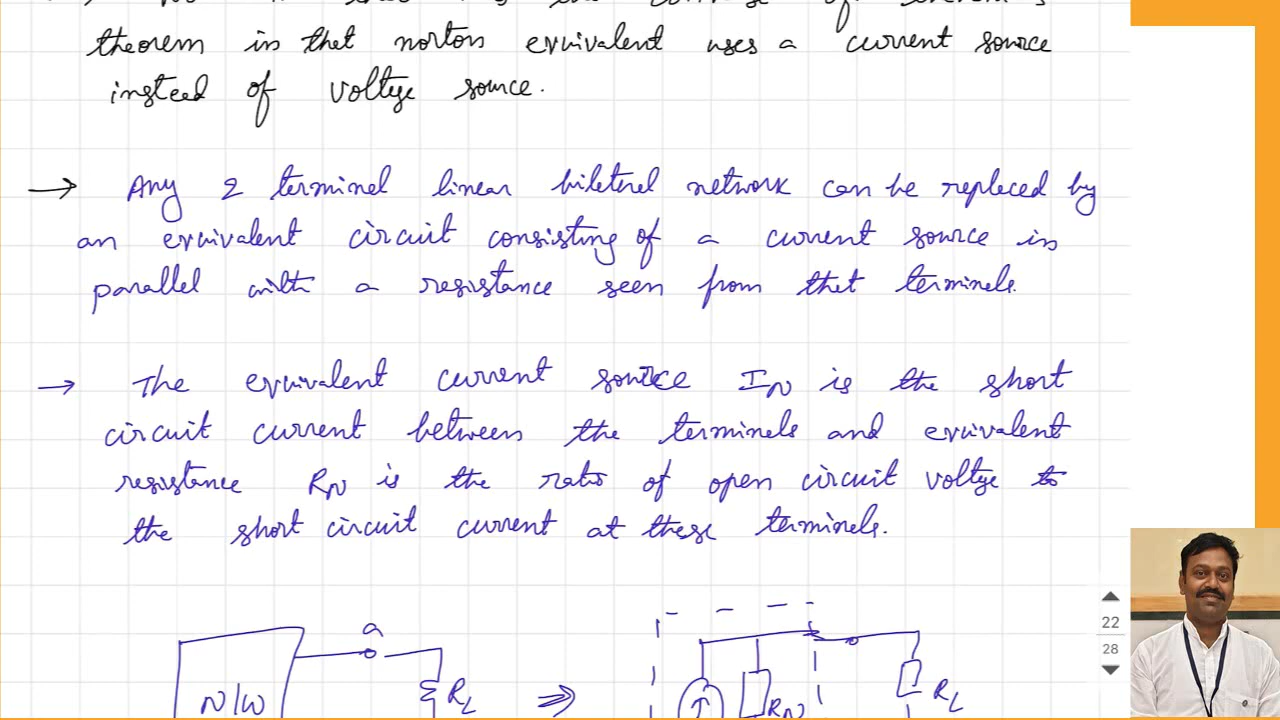 theorem in that norton equivalent uses a current source
instead of voltage source.
→ Any 2 terminal linear bilateral network can be replaced by
an equivalent circuit consisting of a current source in
parallel with a resistance seen from that terminals.
→ The equivalent current source IN is the short
circuit current between the terminals and equivalent
resistance RN is the ratio of open circuit voltage to
the short circuit current at these terminals.
a
N/W
RL
⇒
RN
RL
22
28